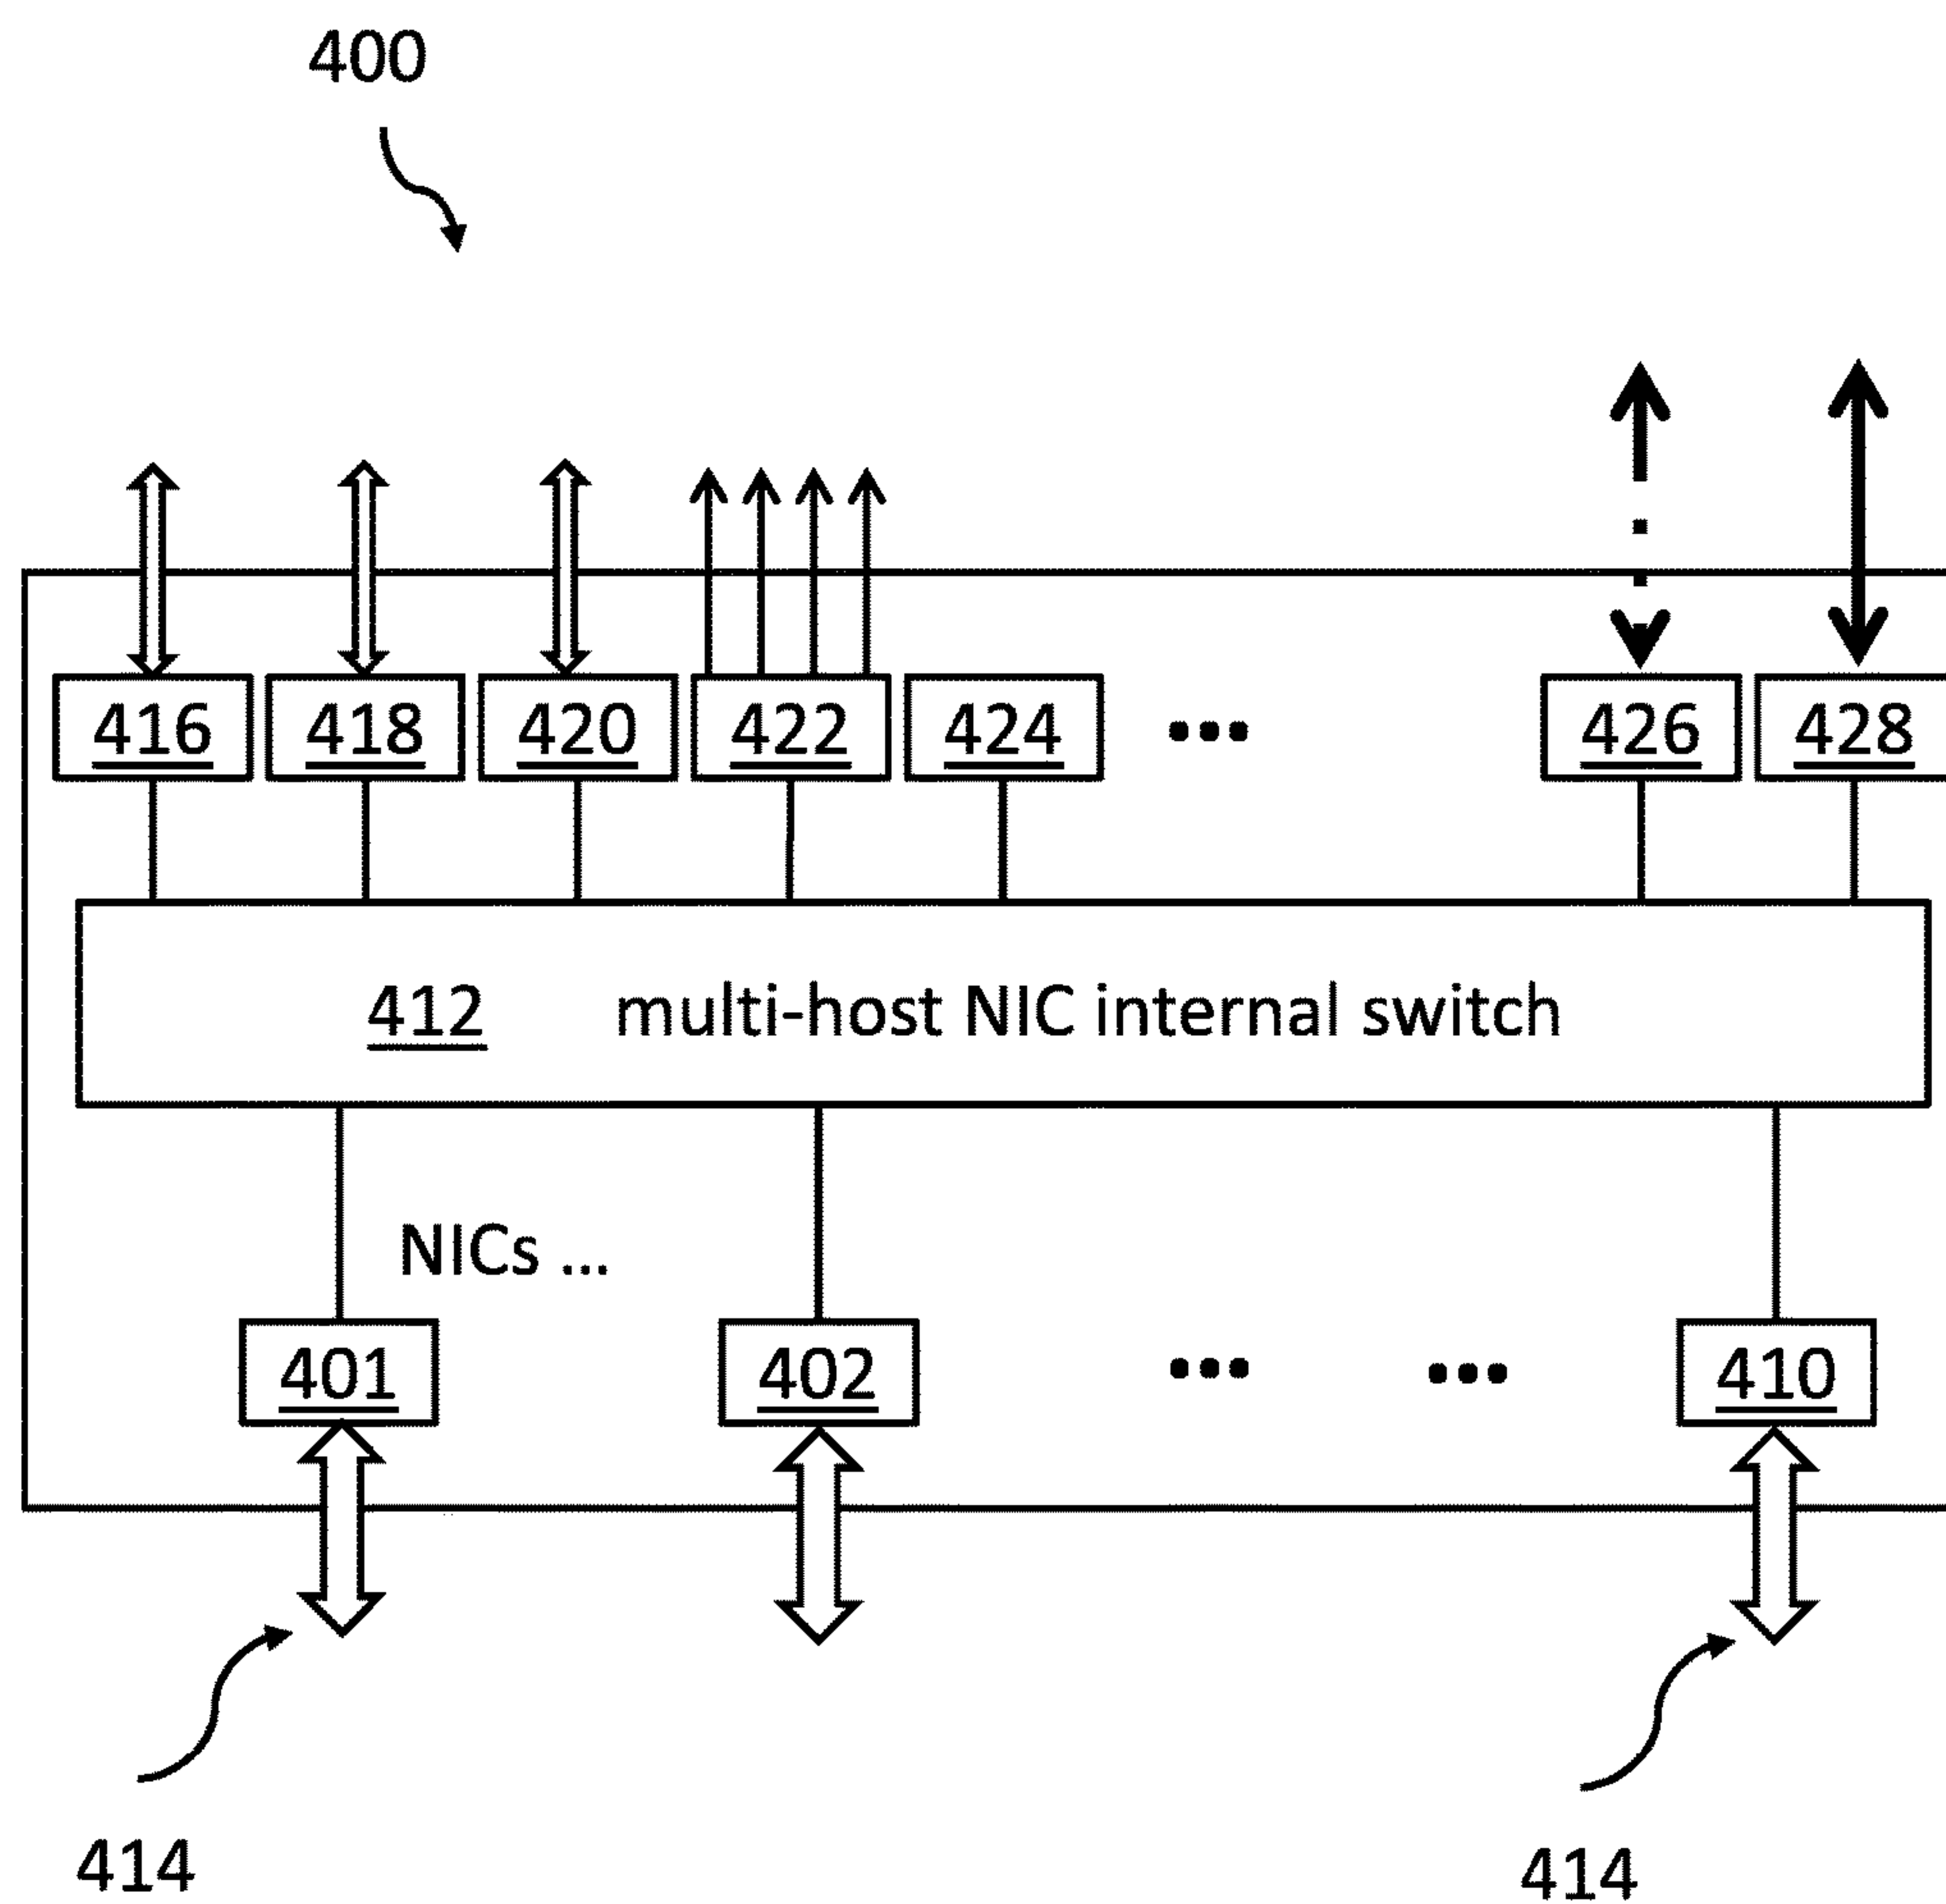 400
416 418 420 422 424 ... 426 428
412 multi-host NIC internal switch
NICs ...
401 402 ... ... 410
414 414